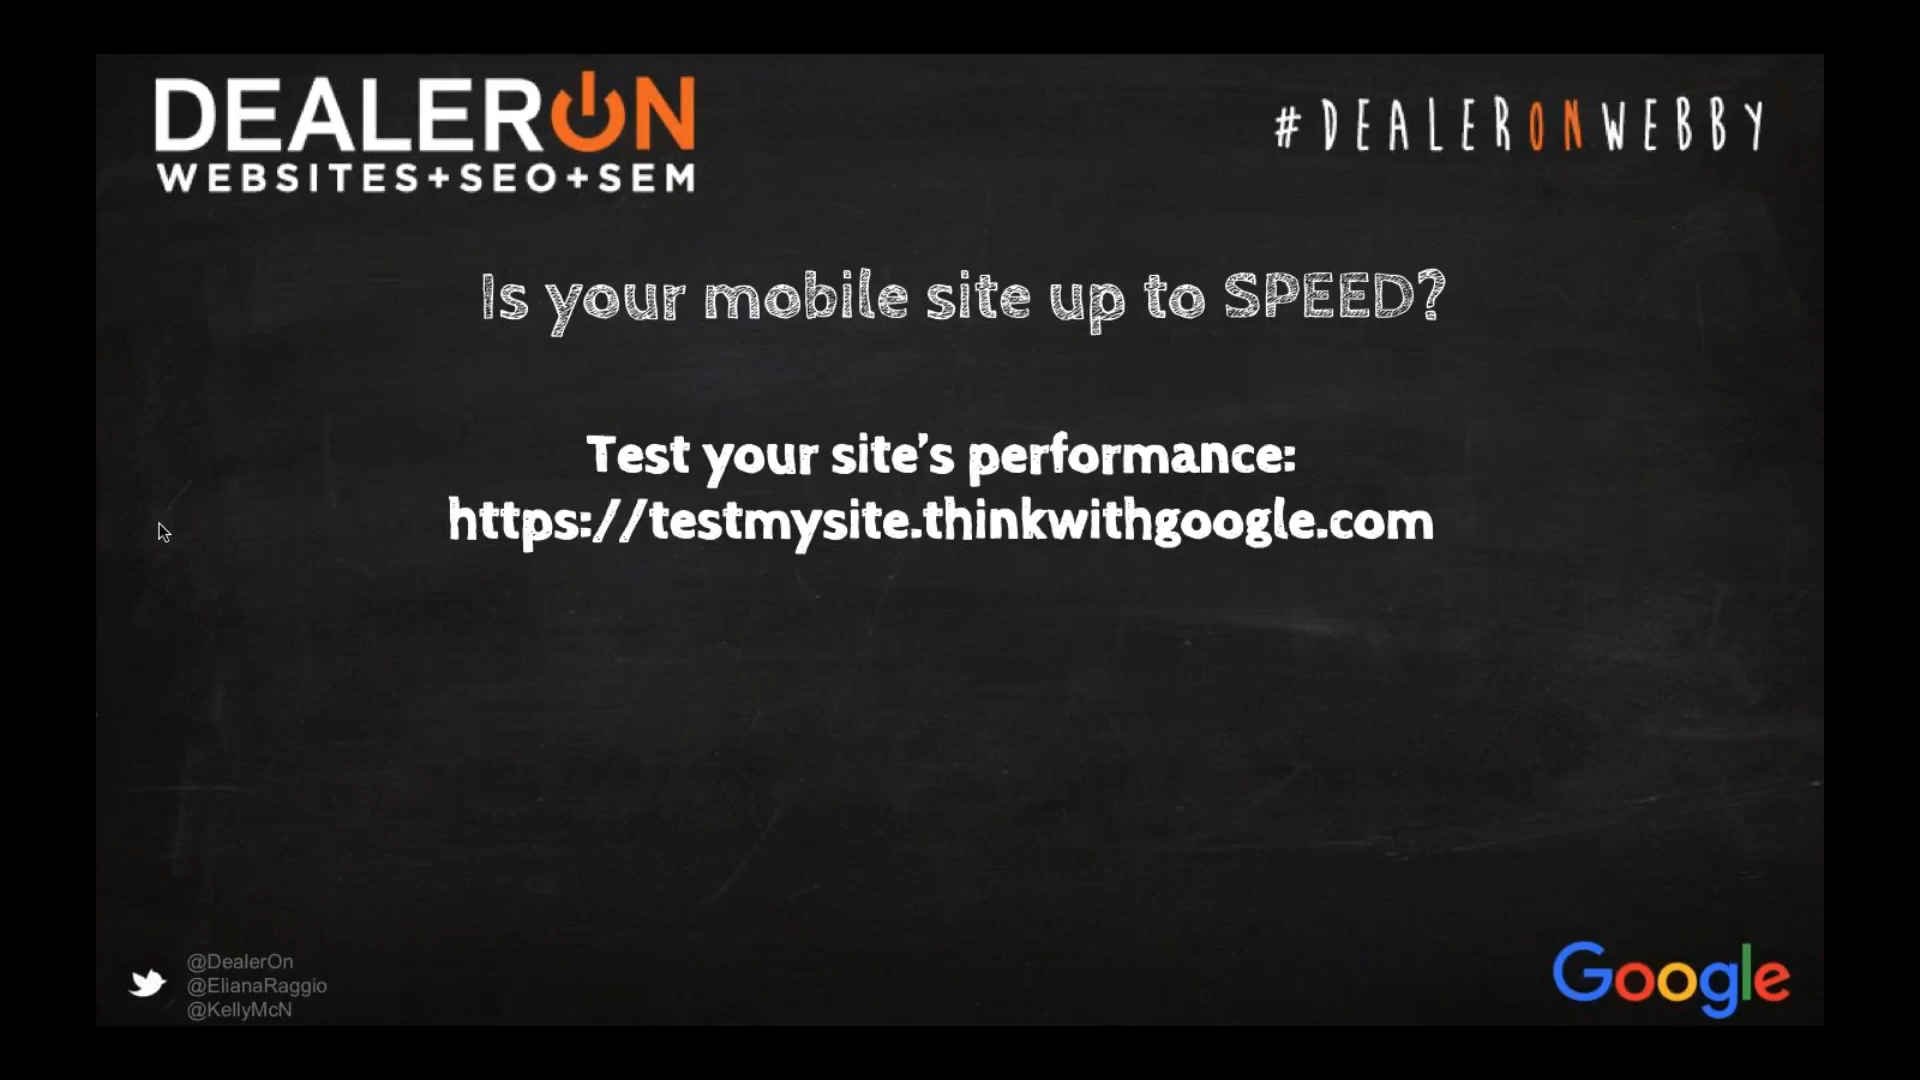 DEALERON
WEBSITES+SEO+SEM
#DEALERONWEBBY
Is your mobile site up to SPEED?
Test your site's performance:
https://testmysite.thinkwithgoogle.com
@DealerOn
@ElianaRaggio
@KellyMcN
Google